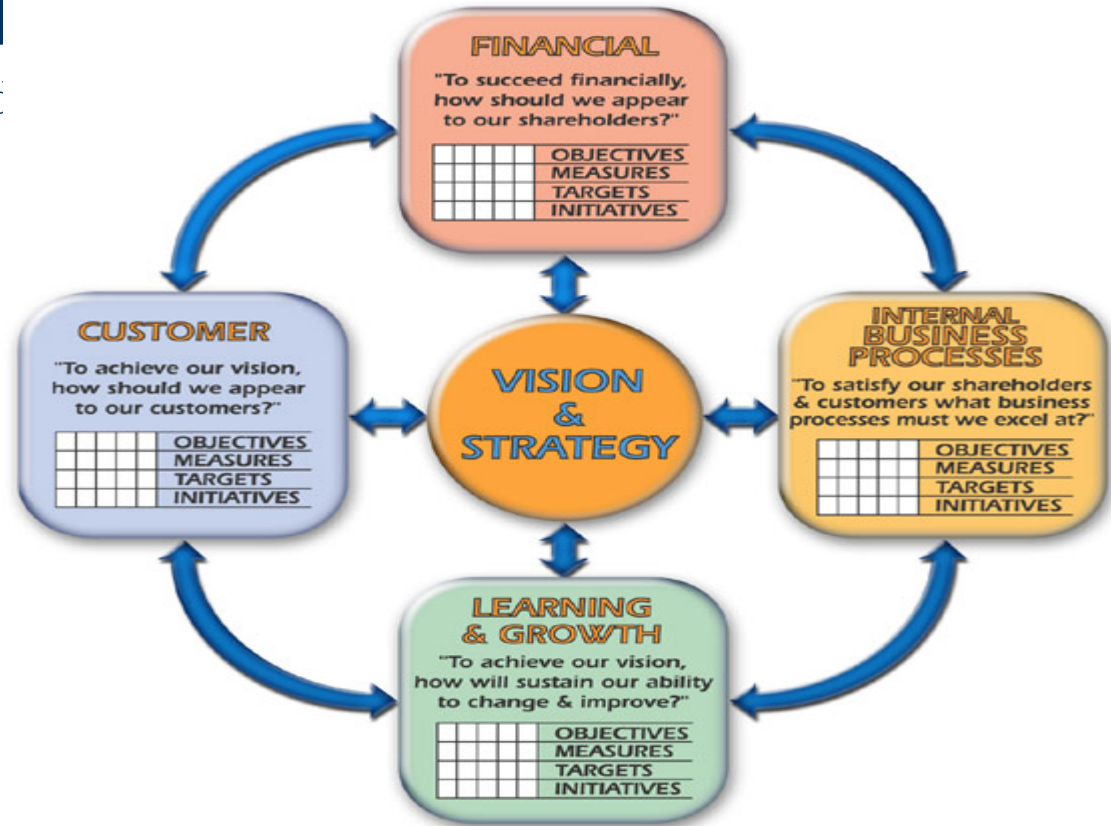 FINANCIAL
"To succeed financially,
how should we appear
to our shareholders?"
OBJECTIVES
MEASURES
TARGETS
INITIATIVES
CUSTOMER
"To achieve our vision,
how should we appear
to our customers?"
OBJECTIVES
MEASURES
TARGETS
INITIATIVES
VISION
&
STRATEGY
INTERNAL
BUSINESS
PROCESSES
"To satisfy our shareholders
& customers what business
processes must we excel at?"
OBJECTIVES
MEASURES
TARGETS
INITIATIVES
LEARNING
& GROWTH
"To achieve our vision,
how will sustain our ability
to change & improve?"
OBJECTIVES
MEASURES
TARGETS
INITIATIVES